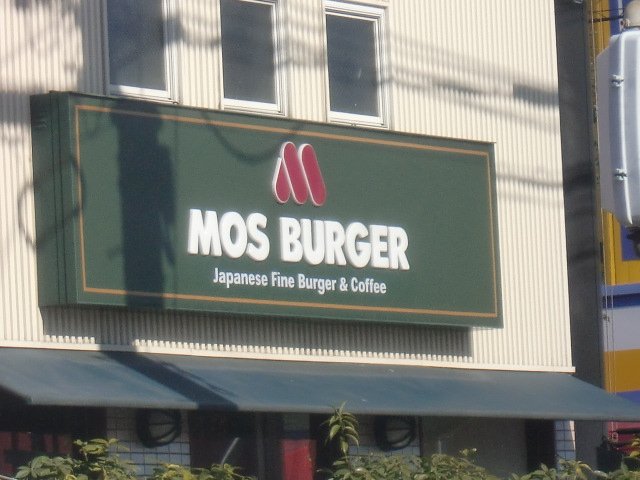 MOS BURGER
Japanese Fine Burger & Coffee